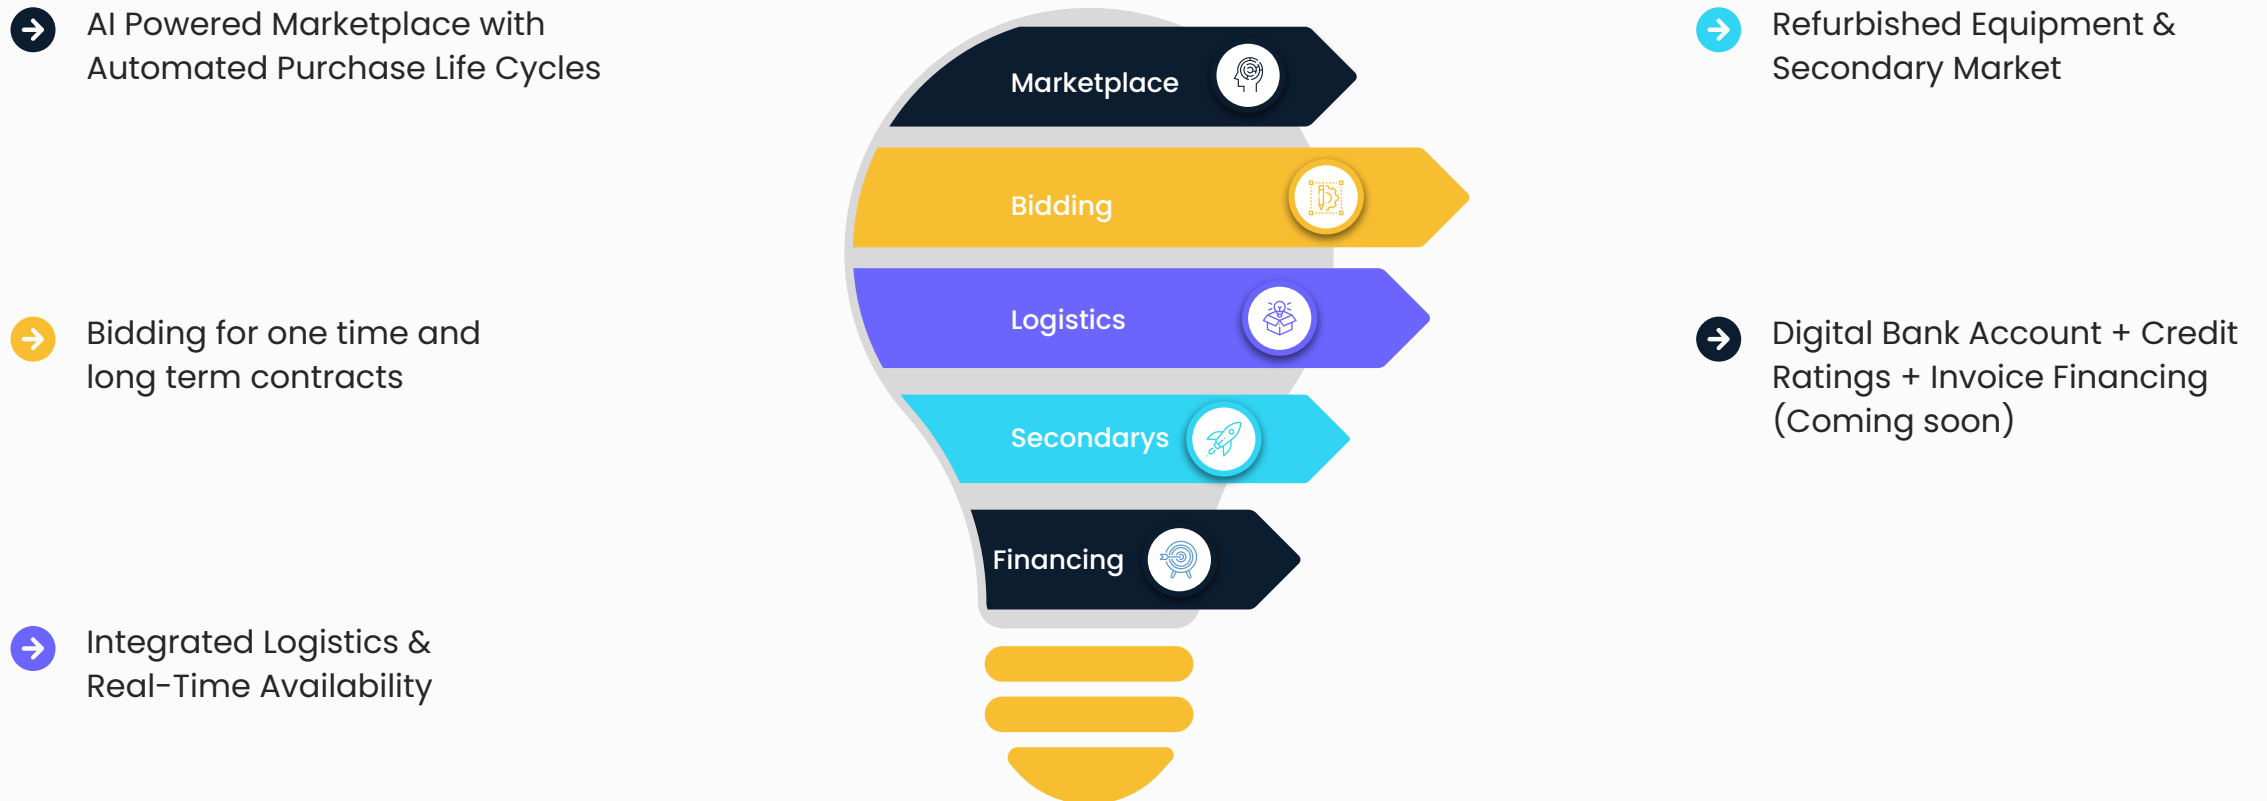 AI Powered Marketplace with
Automated Purchase Life Cycles
Bidding for one time and
long term contracts
Integrated Logistics &
Real-Time Availability
Marketplace
Bidding
Logistics
Secondarys
Financing
Refurbished Equipment &
Secondary Market
Digital Bank Account + Credit
Ratings + Invoice Financing
(Coming soon)